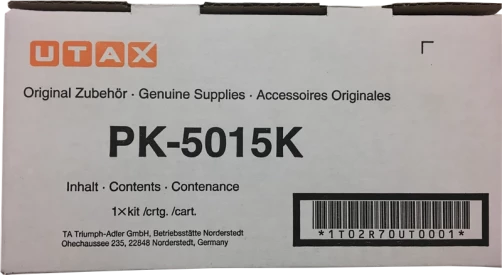 UTAX
Original Zubehör · Genuine Supplies · Accessoires Originales
PK-5015K
Inhalt · Contents · Contenance
1×kit /crtg. /cart.
TA Triumph-Adler GmbH, Betriebsstätte Norderstedt
Ohechaussee 235, 22848 Norderstedt, Germany
*1T02R70UT0001*